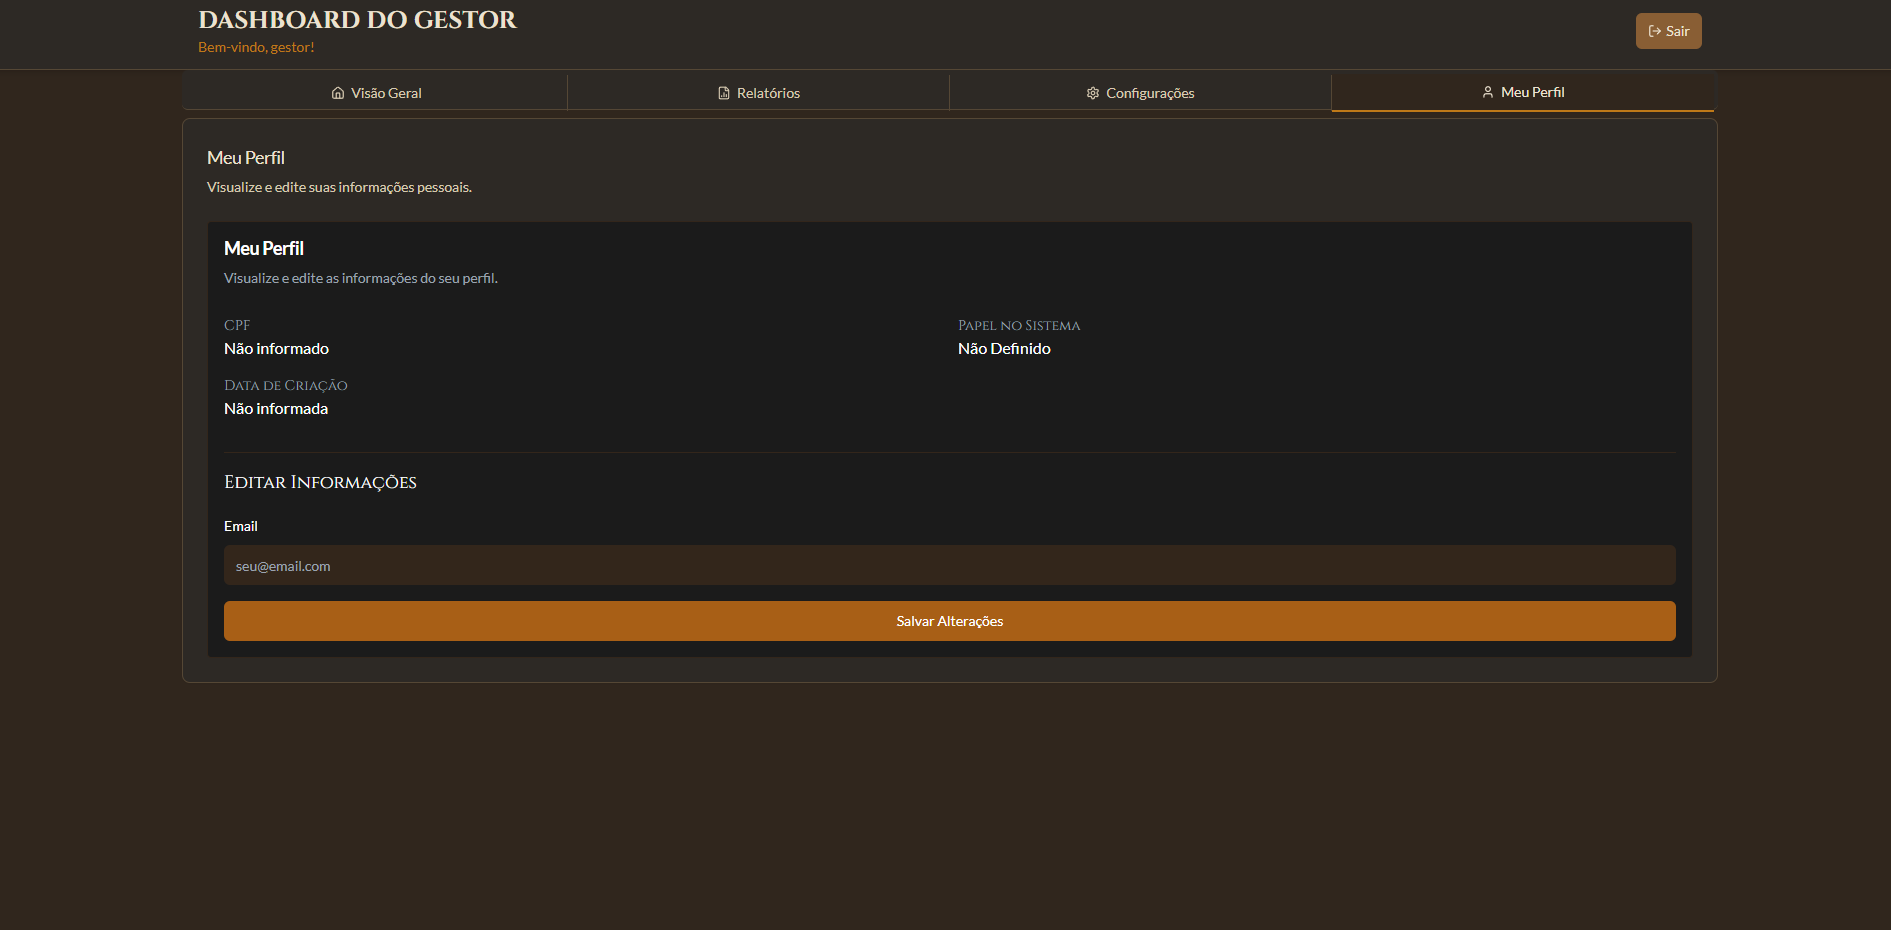 DASHBOARD DO GESTOR
Bem-vindo, gestor!
Sair
Visão Geral
Relatórios
Configurações
Meu Perfil
Meu Perfil
Visualize e edite suas informações pessoais.
Meu Perfil
Visualize e edite as informações do seu perfil.
CPF
Não informado
Papel no Sistema
Não Definido
Data de Criação
Não informada
Editar Informações
Email
seu@email.com
Salvar Alterações